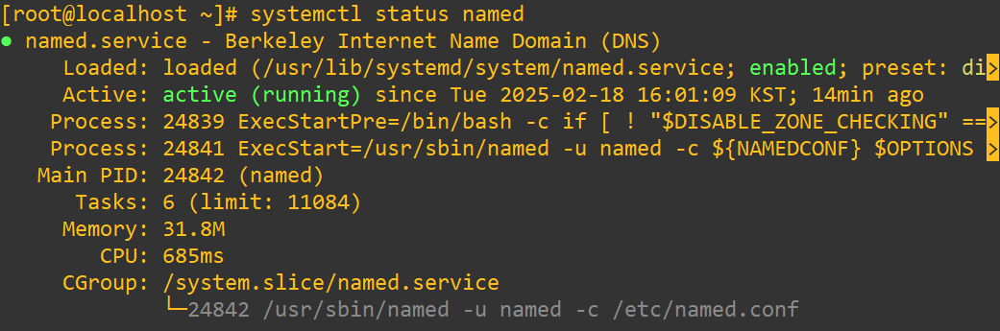 [root@localhost ~]# systemctl status named
● named.service - Berkeley Internet Name Domain (DNS)
Loaded: loaded (/usr/lib/systemd/system/named.service; enabled; preset: di>
Active: active (running) since Tue 2025-02-18 16:01:09 KST; 14min ago
Process: 24839 ExecStartPre=/bin/bash -c if [ ! "$DISABLE_ZONE_CHECKING" ==>
Process: 24841 ExecStart=/usr/sbin/named -u named -c ${NAMEDCONF} $OPTIONS >
Main PID: 24842 (named)
Tasks: 6 (limit: 11084)
Memory: 31.8M
CPU: 685ms
CGroup: /system.slice/named.service
└─24842 /usr/sbin/named -u named -c /etc/named.conf